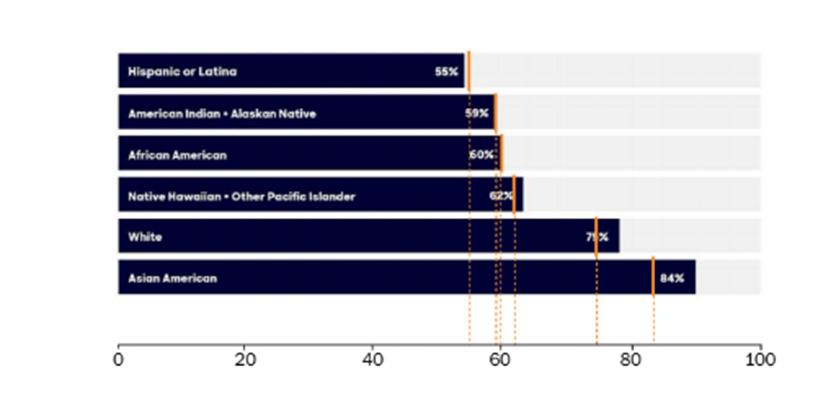 Hispanic or Latina 55%
American Indian • Alaskan Native 59%
African American 60%
Native Hawaiian • Other Pacific Islander 62%
White
Asian American 84%
0 20 40 60 80 100